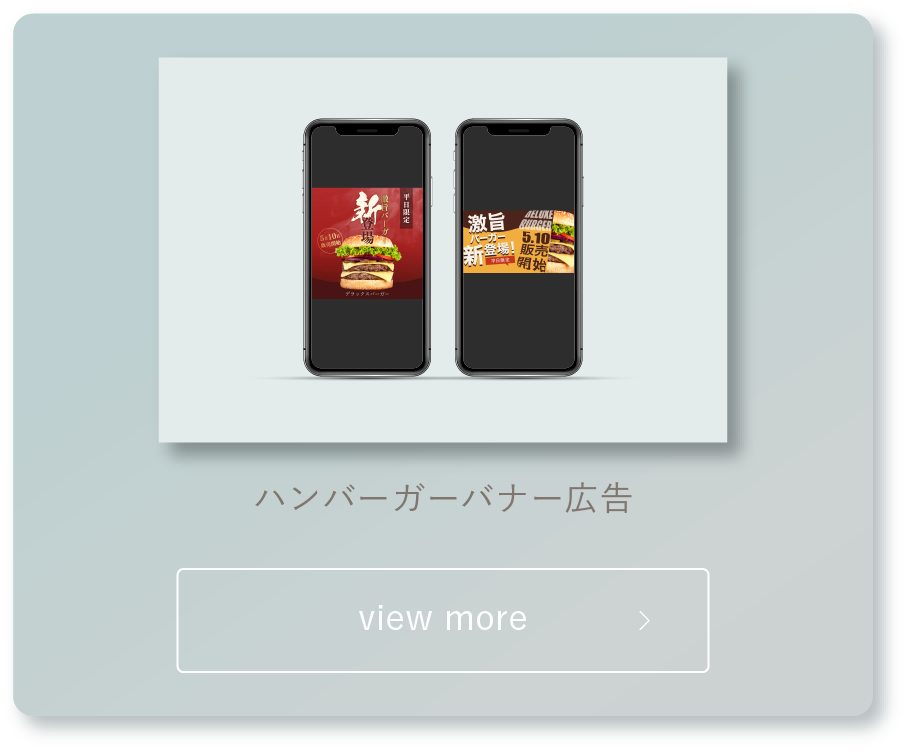 新登場
激旨バーガー
平日限定
5月10日
販売開始
デラックスバーガー
激旨
バーガー
新登場!
平日限定
DELUXE
BURGER
5.10
販売
開始
ハンバーガーバナー広告
view more